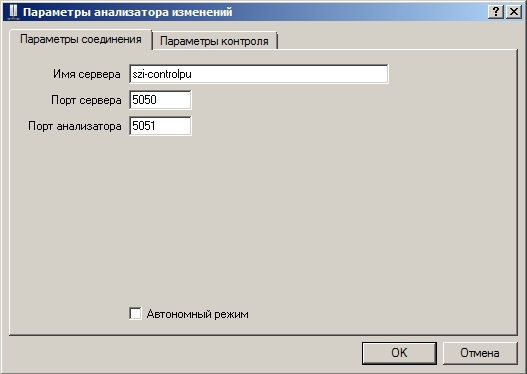 Параметры анализатора изменений
Параметры соединения Параметры контроля
Имя сервера szi-controlpu
Порт сервера 5050
Порт анализатора 5051
Автономный режим
OK Отмена